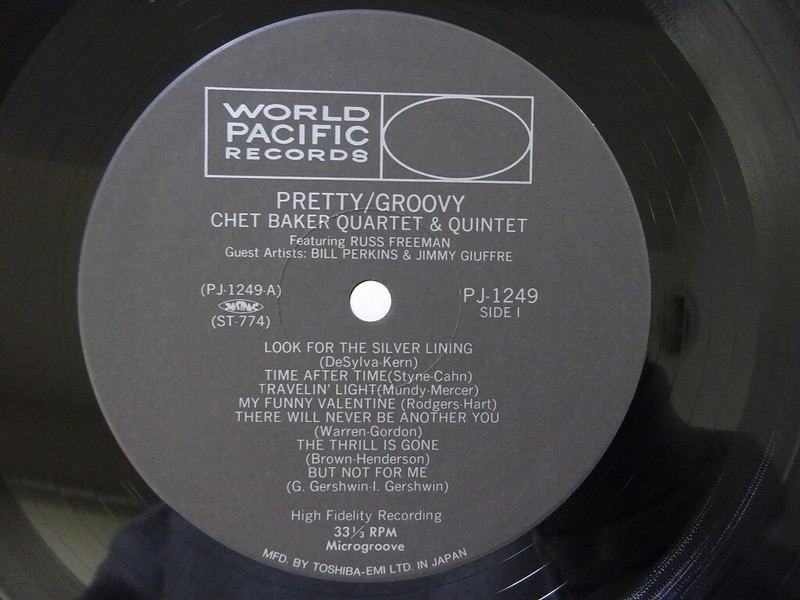 WORLD
PACIFIC
RECORDS
PRETTY/GROOVY
CHET BAKER QUARTET & QUINTET
Featuring RUSS FREEMAN
Guest Artists: BILL PERKINS & JIMMY GIUFFRE
(PJ-1249-A)
(ST-774)
PJ-1249
SIDE I
LOOK FOR THE SILVER LINING
(DeSylva-Kern)
TIME AFTER TIME(Styne-Cahn)
TRAVELIN' LIGHT(Mundy-Mercer)
MY FUNNY VALENTINE (Rodgers-Hart)
THERE WILL NEVER BE ANOTHER YOU
(Warren-Gordon)
THE THRILL IS GONE
(Brown-Henderson)
BUT NOT FOR ME
(G. Gershwin-I. Gershwin)
High Fidelity Recording
33⅓ RPM
Microgroove
MFD. BY TOSHIBA-EMI LTD. IN JAPAN